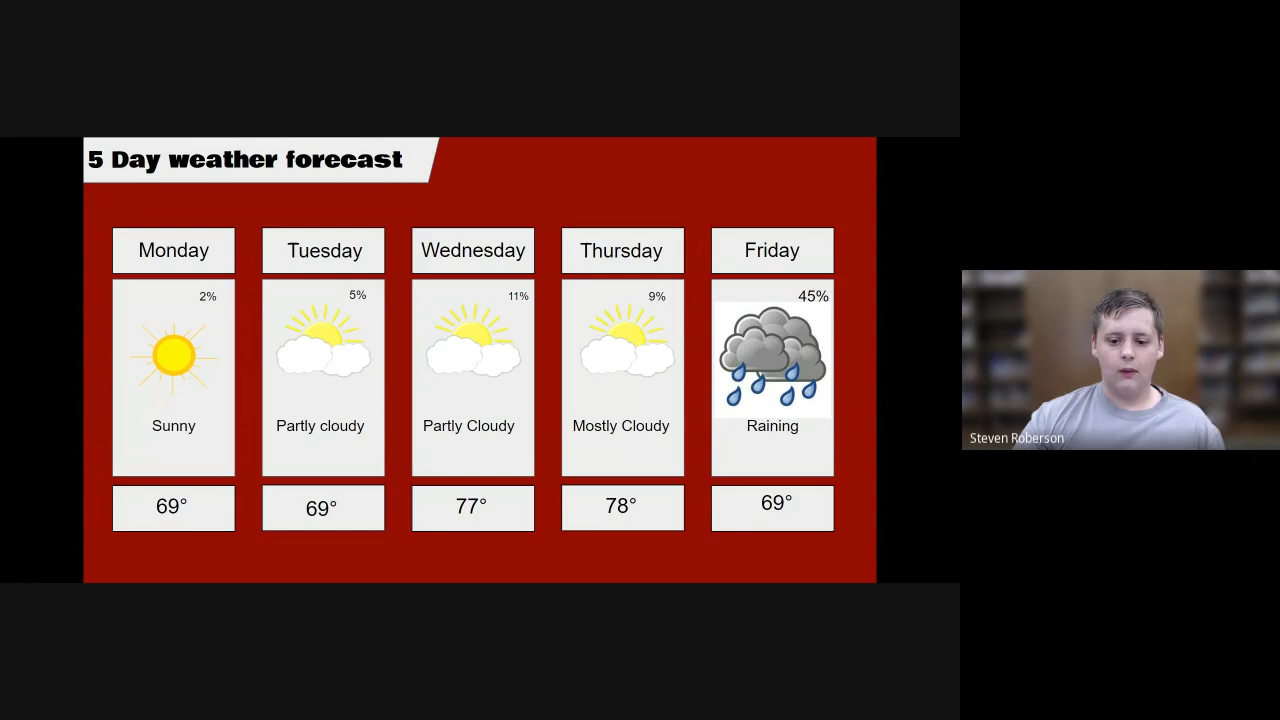 5 Day weather forecast
Monday
Tuesday
Wednesday
Thursday
Friday
2%
5%
11%
9%
45%
Sunny
Partly cloudy
Partly Cloudy
Mostly Cloudy
Raining
69°
69°
77°
78°
69°
Steven Roberson